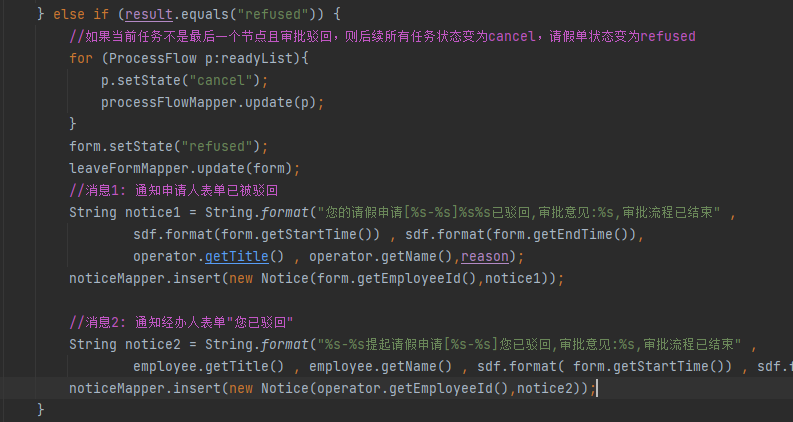 } else if (result.equals("refused")) {
//如果当前任务不是最后一个节点且审批驳回，则后续所有任务状态变为cancel，请假单状态变为refused
for (ProcessFlow p:readyList){
p.setState("cancel");
processFlowMapper.update(p);
}
form.setState("refused");
leaveFormMapper.update(form);
//消息1: 通知申请人表单已被驳回
String notice1 = String.format("您的请假申请[%s-%s]%s%s已驳回,审批意见:%s,审批流程已结束" ,
sdf.format(form.getStartTime()) , sdf.format(form.getEndTime()),
operator.getTitle() , operator.getName(),reason);
noticeMapper.insert(new Notice(form.getEmployeeId(),notice1));
//消息2: 通知经办人表单"您已驳回"
String notice2 = String.format("%s-%s提起请假申请[%s-%s]您已驳回,审批意见:%s,审批流程已结束" ,
employee.getTitle() , employee.getName() , sdf.format( form.getStartTime()) , sdf.f
noticeMapper.insert(new Notice(operator.getEmployeeId(),notice2));
}